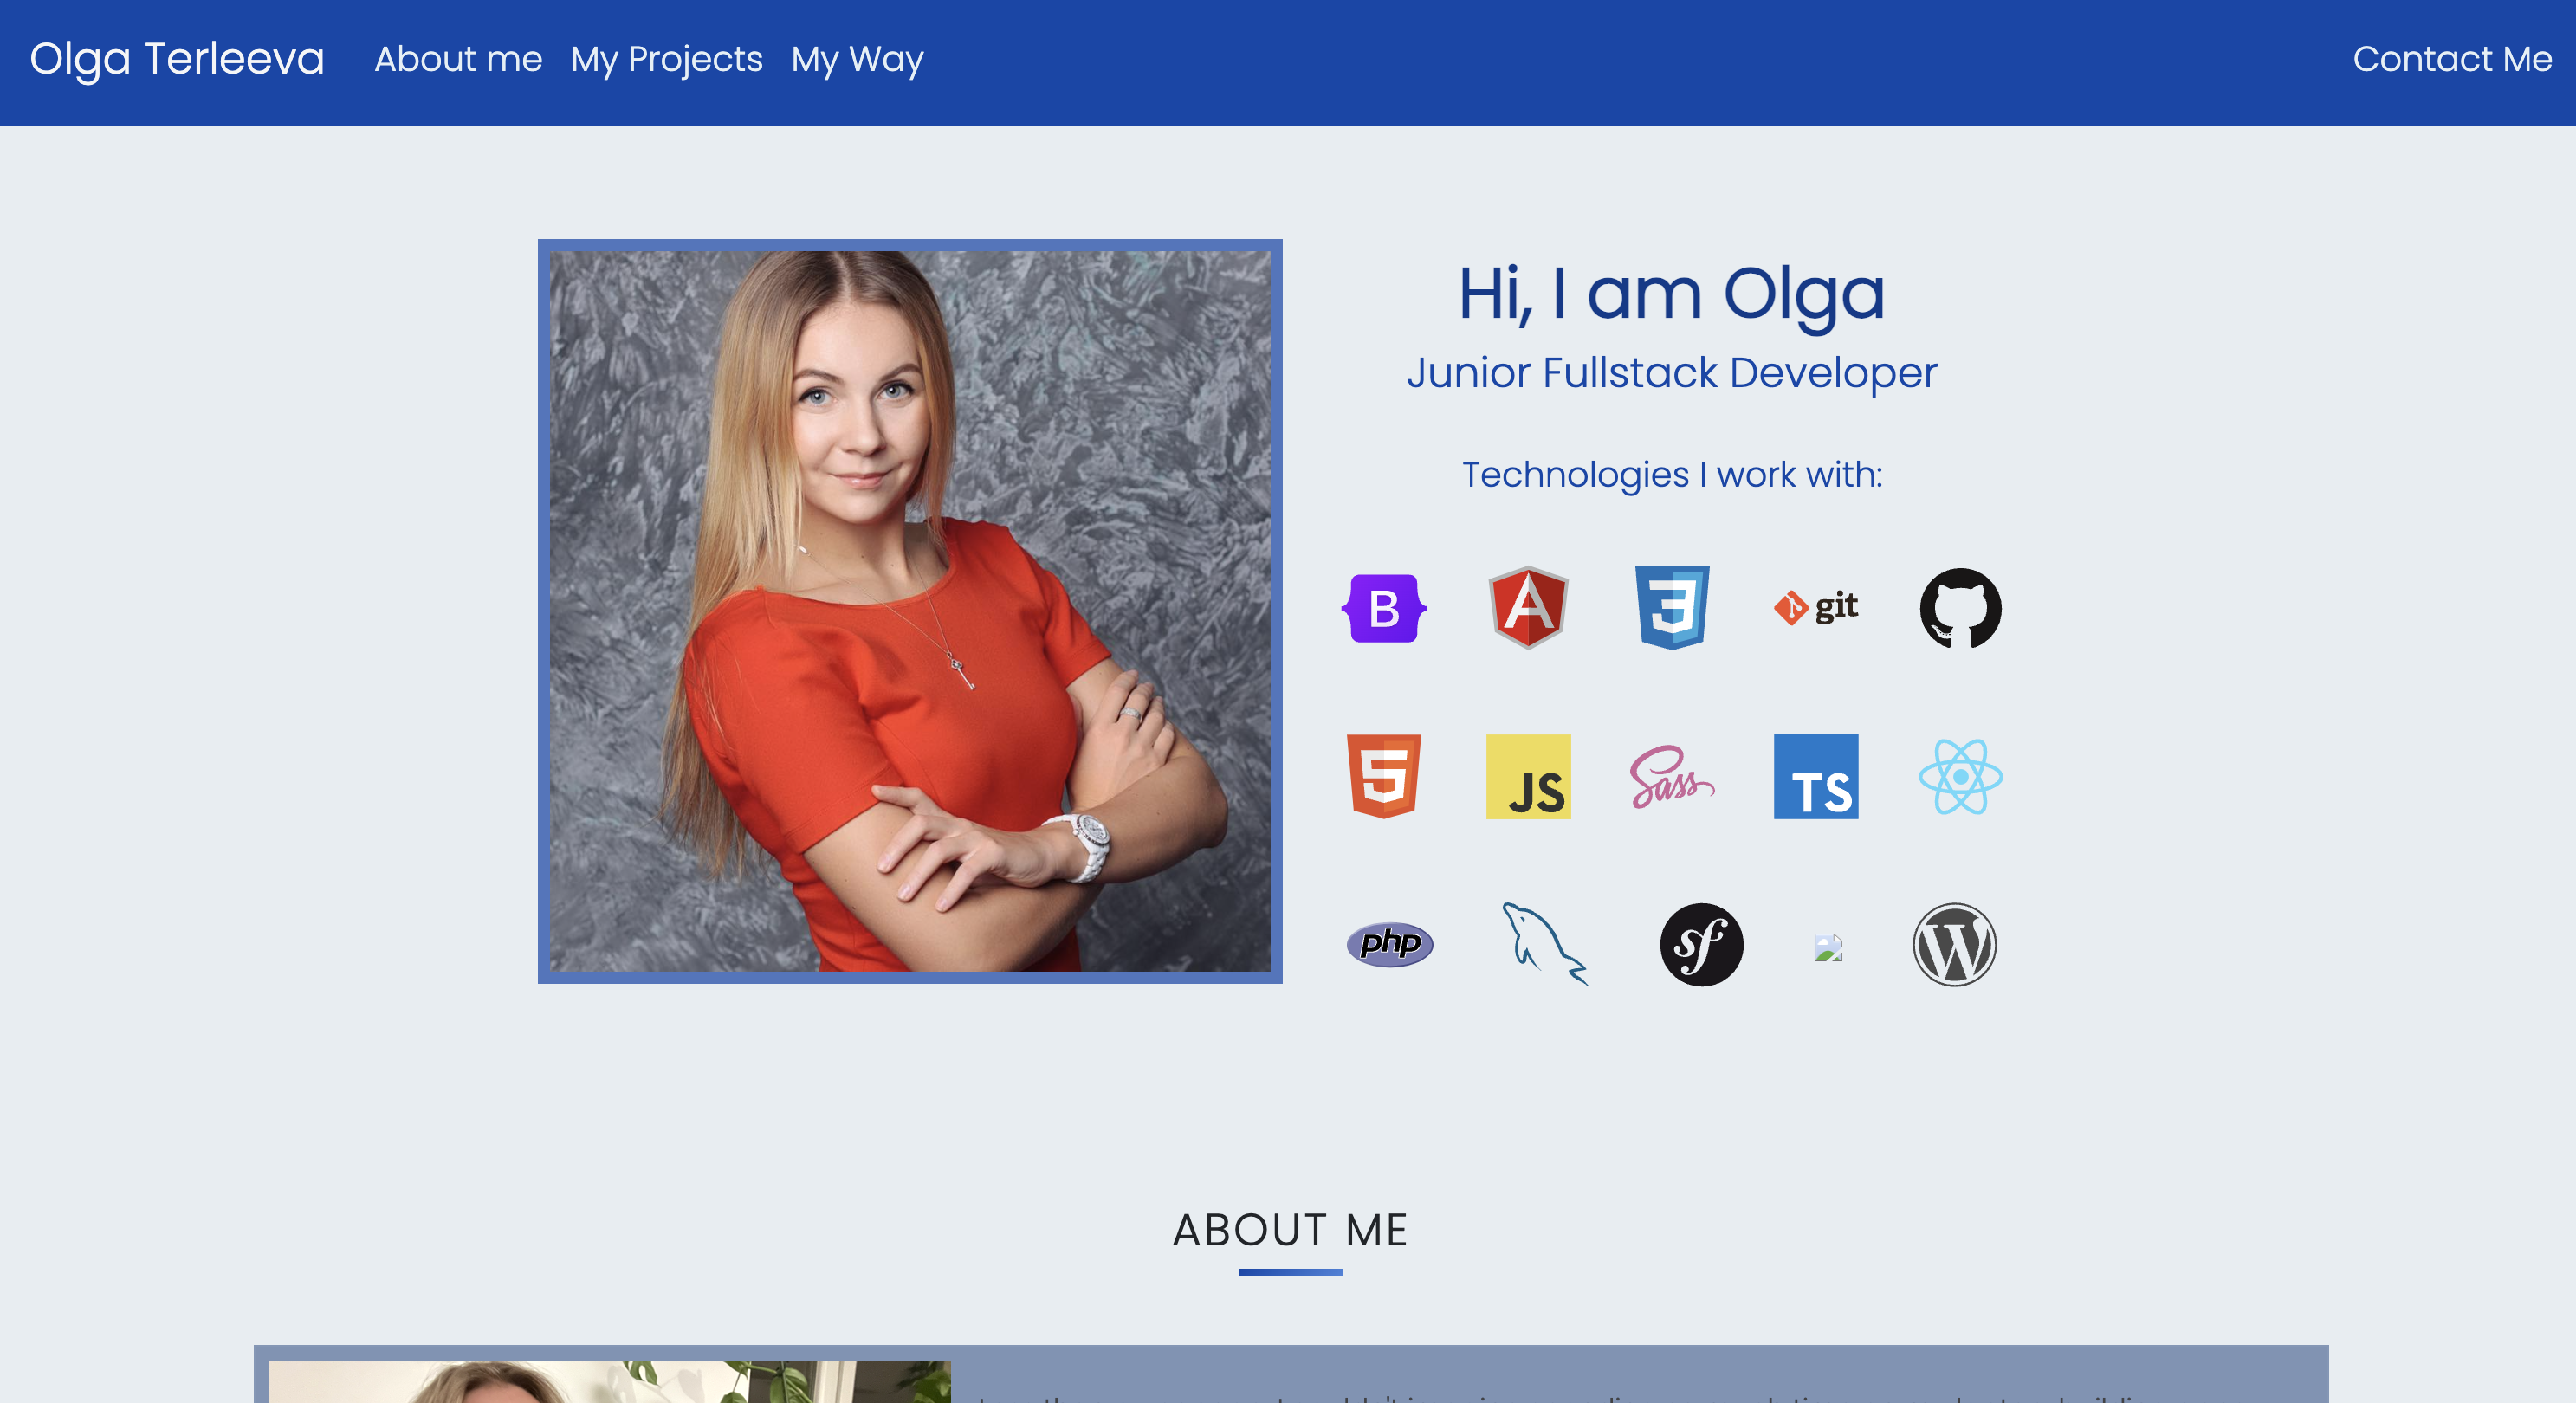 Olga Terleeva About me My Projects My Way Contact Me
Hi, I am Olga
Junior Fullstack Developer
Technologies I work with:
B A 3 git
5 JS Sass TS
php sf W
ABOUT ME